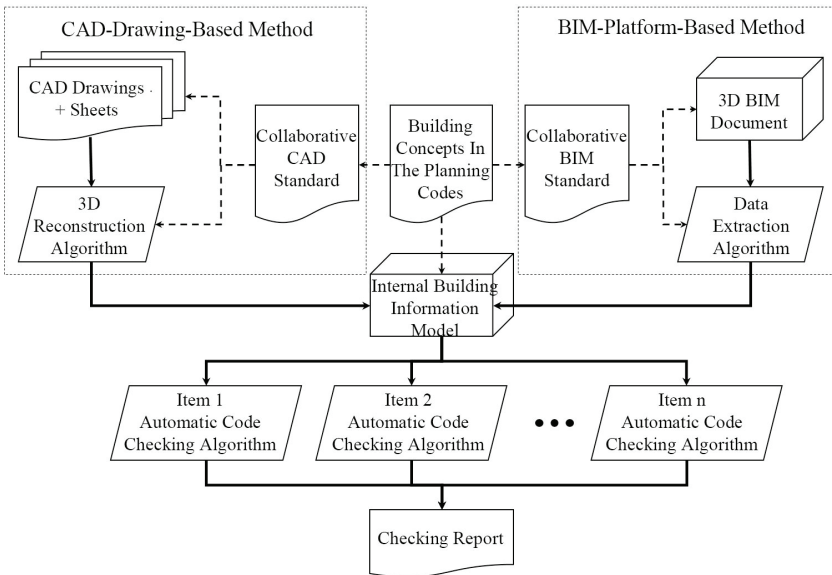 CAD-Drawing-Based Method
BIM-Platform-Based Method
CAD Drawings
+ Sheets
Collaborative
CAD
Standard
Building
Concepts In
The Planning
Codes
Collaborative
BIM
Standard
3D BIM
Document
3D
Reconstruction
Algorithm
Data
Extraction
Algorithm
Internal Building
Information
Model
Item 1
Automatic Code
Checking Algorithm
Item 2
Automatic Code
Checking Algorithm
•••
Item n
Automatic Code
Checking Algorithm
Checking Report